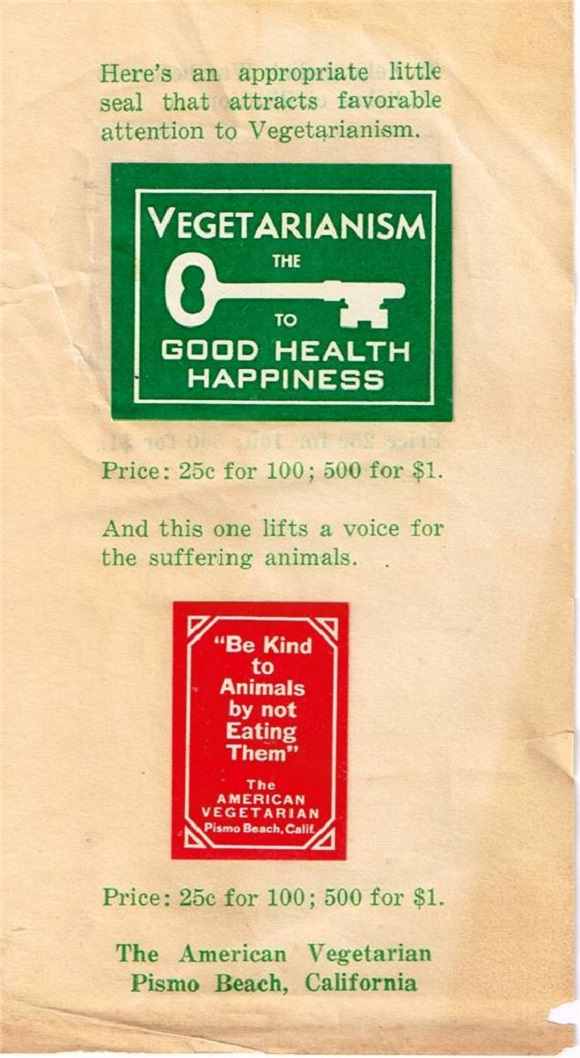 Here's an appropriate little
seal that attracts favorable
attention to Vegetarianism.
VEGETARIANISM
THE
TO
GOOD HEALTH
HAPPINESS
Price: 25c for 100; 500 for $1.
And this one lifts a voice for
the suffering animals.
"Be Kind
to
Animals
by not
Eating
Them"
The
AMERICAN
VEGETARIAN
Pismo Beach, Calif.
Price: 25c for 100; 500 for $1.
The American Vegetarian
Pismo Beach, California